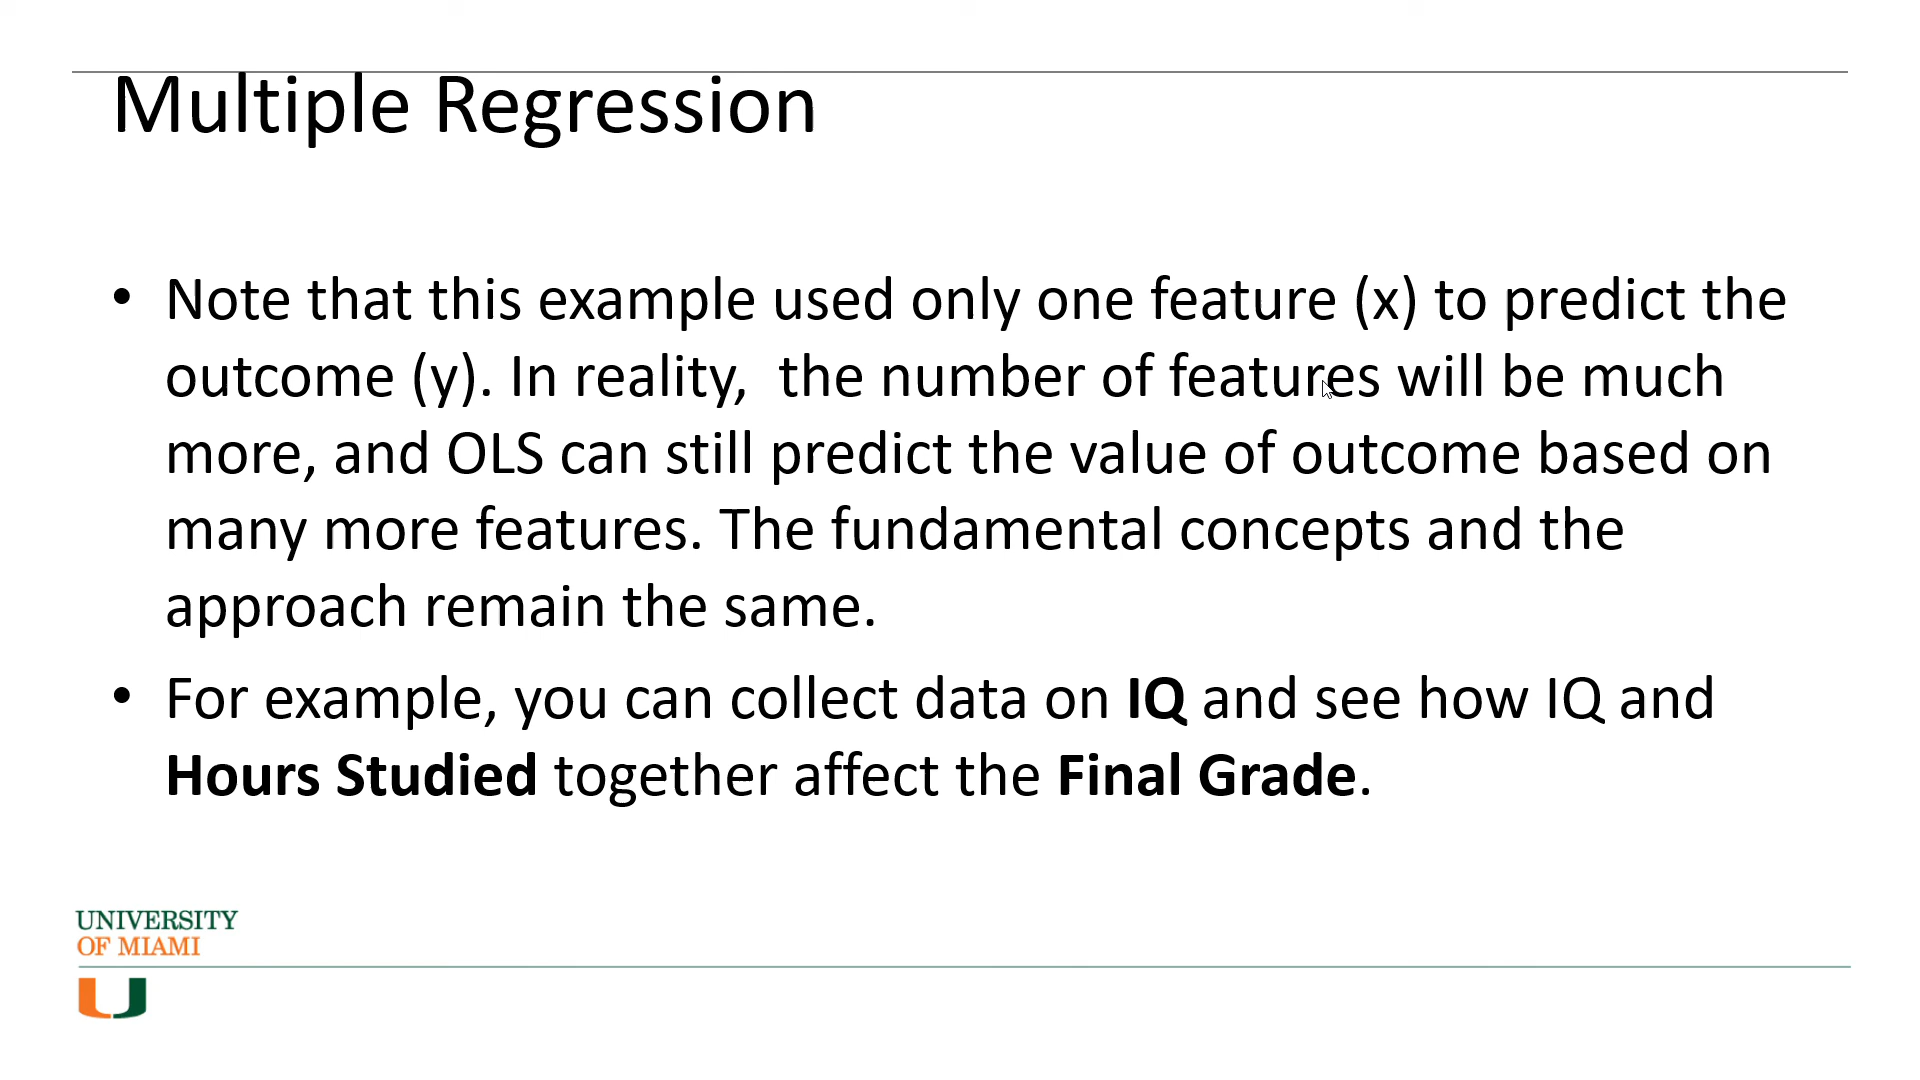 Multiple Regression
• Note that this example used only one feature (x) to predict the
outcome (y). In reality,  the number of features will be much
more, and OLS can still predict the value of outcome based on
many more features. The fundamental concepts and the
approach remain the same.
• For example, you can collect data on IQ and see how IQ and
Hours Studied together affect the Final Grade.
UNIVERSITY
OF MIAMI
U